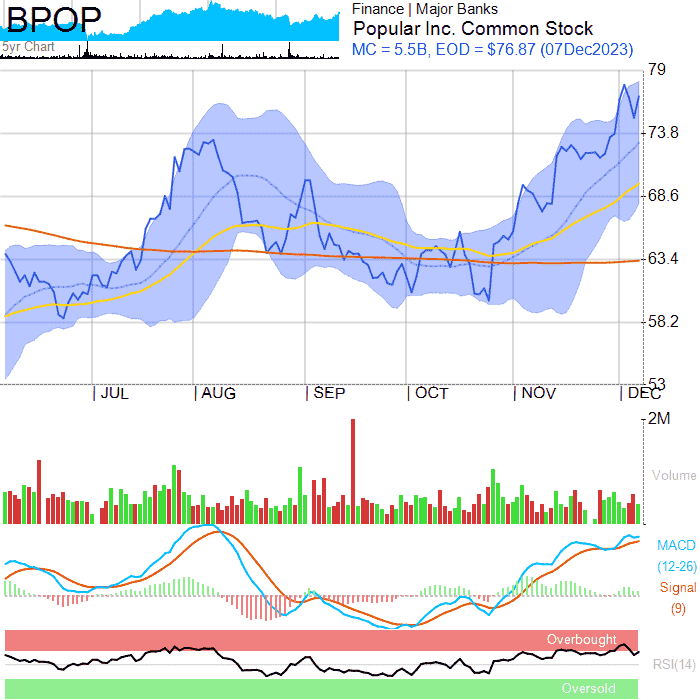 BPOP
5yr Chart
Finance | Major Banks
Popular Inc. Common Stock
MC = 5.5B, EOD = $76.87 (07Dec2023)
79
73.8
68.6
63.4
58.2
53
JUL AUG SEP OCT NOV DEC
2M
Volume
MACD
(12-26)
Signal
(9)
Overbought
RSI(14)
Oversold